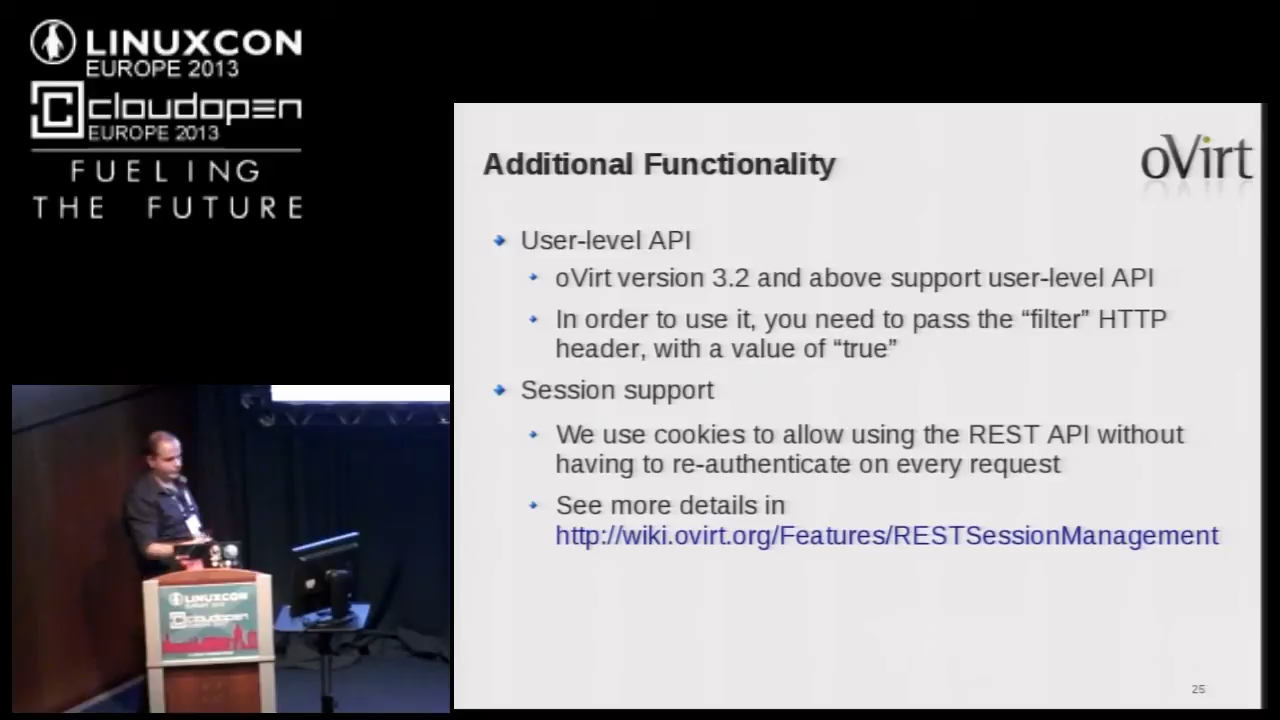 LINUXCON
EUROPE 2013
cloudopen
EUROPE 2013
FUELING
THE FUTURE
Additional Functionality
oVirt
User-level API
oVirt version 3.2 and above support user-level API
In order to use it, you need to pass the “filter” HTTP
header, with a value of “true”
Session support
We use cookies to allow using the REST API without
having to re-authenticate on every request
See more details in
http://wiki.ovirt.org/Features/RESTSessionManagement
25
LINUXCON
cloudopen